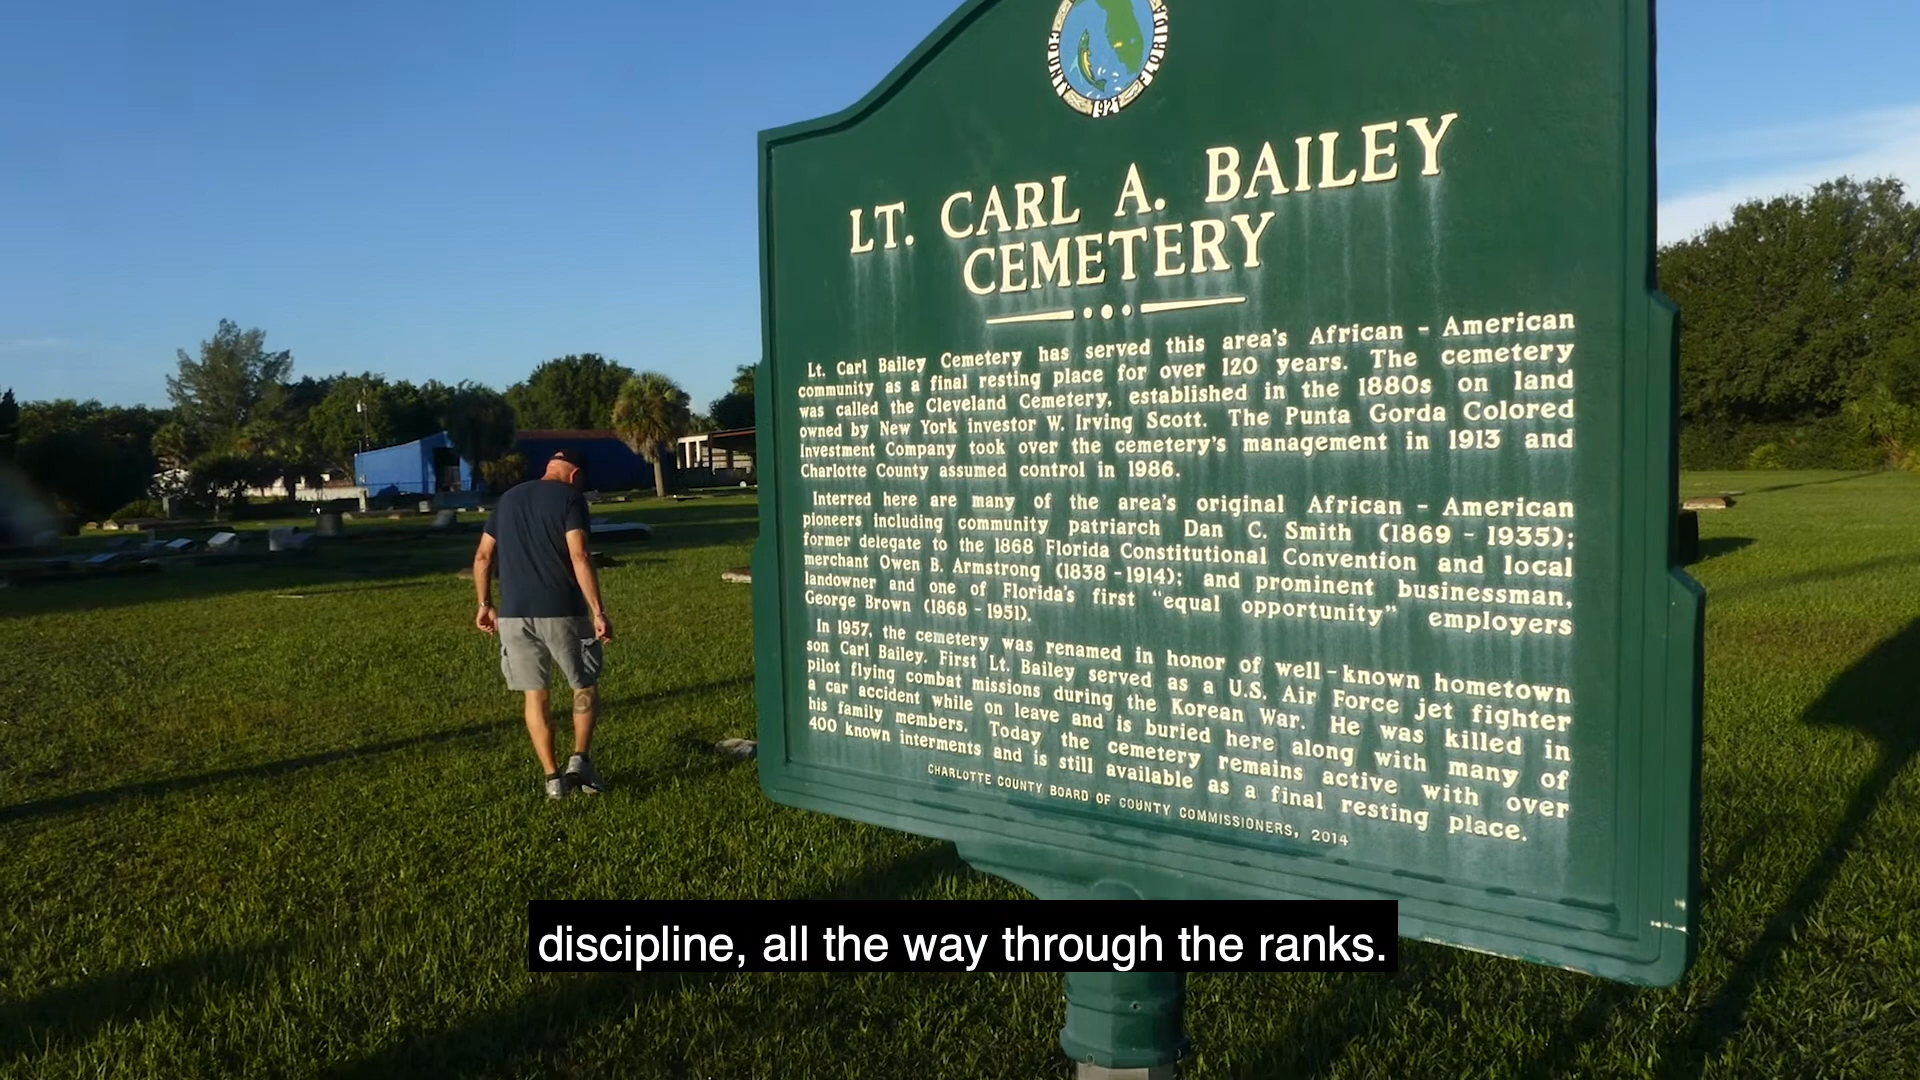 COUNTY FLORIDA
1921
LT. CARL A. BAILEY
CEMETERY
Lt. Carl Bailey Cemetery has served this area's African - American
community as a final resting place for over 120 years. The cemetery
was called the Cleveland Cemetery, established in the 1880s on land
owned by New York investor W. Irving Scott. The Punta Gorda Colored
Investment Company took over the cemetery's management in 1913 and
Charlotte County assumed control in 1986.
Interred here are many of the area's original African - American
pioneers including community patriarch Dan C. Smith (1869 - 1935);
former delegate to the 1868 Florida Constitutional Convention and local
merchant Owen B. Armstrong (1838 - 1914); and prominent businessman,
landowner and one of Florida's first "equal opportunity" employers
George Brown (1868 - 1951).
In 1957, the cemetery was renamed in honor of well - known hometown
son Carl Bailey. First Lt. Bailey served as a U.S. Air Force jet fighter
pilot flying combat missions during the Korean War. He was killed in
a car accident while on leave and is buried here along with many of
his family members. Today the cemetery remains active with over
400 known interments and is still available as a final resting place.
CHARLOTTE COUNTY BOARD OF COUNTY COMMISSIONERS, 2014
discipline, all the way through the ranks.